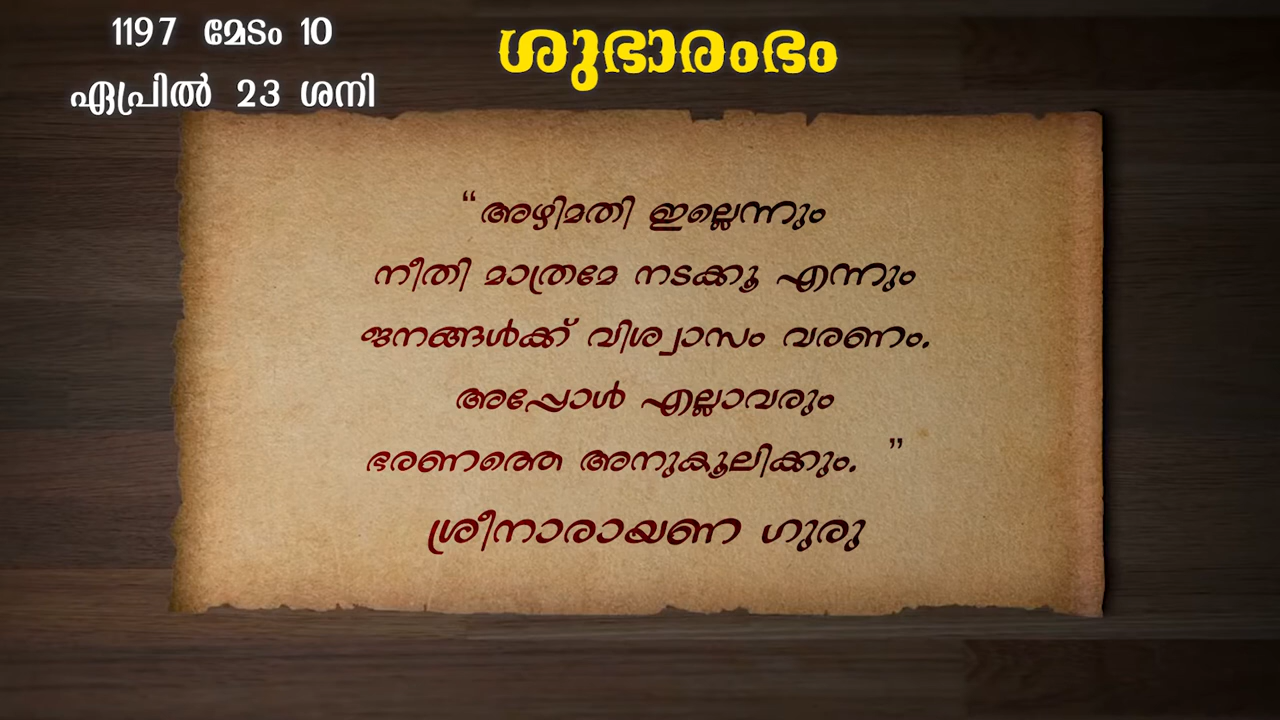 1197 മേടം 10
ഏപ്രിൽ 23 ശനി
ശുഭാരംഭം
“അഴിമതി ഇല്ലെന്നും
നീതി മാത്രമേ നടക്കൂ എന്നും
ജനങ്ങൾക്ക് വിശ്വാസം വരണം.
അപ്പോൾ എല്ലാവരും
ഭരണത്തെ അനുകൂലിക്കും. ”
ശ്രീനാരായണ ഗുരു